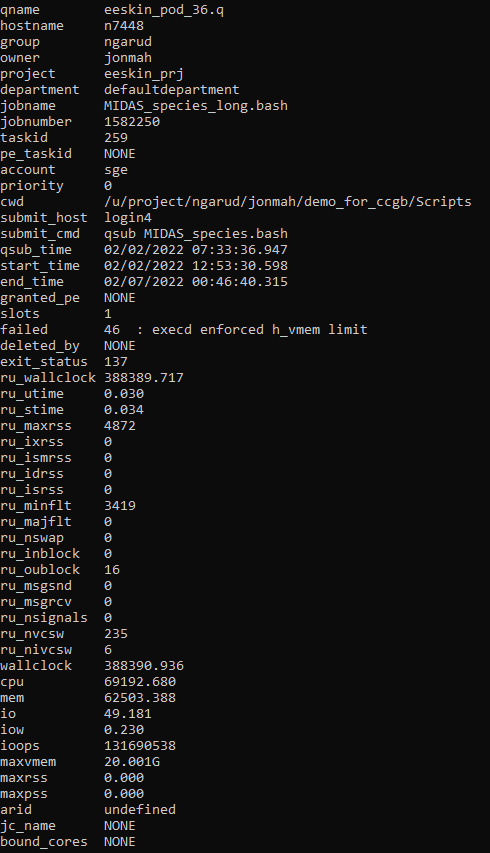 qname        eeskin_pod_36.q
hostname     n7448
group        ngarud
owner        jonmah
project      eeskin_prj
department   defaultdepartment
jobname      MIDAS_species_long.bash
jobnumber    1582250
taskid       259
pe_taskid    NONE
account      sge
priority     0
cwd          /u/project/ngarud/jonmah/demo_for_ccgb/Scripts
submit_host  login4
submit_cmd   qsub MIDAS_species.bash
qsub_time    02/02/2022 07:33:36.947
start_time   02/02/2022 12:53:30.598
end_time     02/07/2022 00:46:40.315
granted_pe   NONE
slots        1
failed       46  : execd enforced h_vmem limit
deleted_by   NONE
exit_status  137
ru_wallclock 388389.717
ru_utime     0.030
ru_stime     0.034
ru_maxrss    4872
ru_ixrss     0
ru_ismrss    0
ru_idrss     0
ru_isrss     0
ru_minflt    3419
ru_majflt    0
ru_nswap     0
ru_inblock   0
ru_oublock   16
ru_msgsnd    0
ru_msgrcv    0
ru_nsignals  0
ru_nvcsw     235
ru_nivcsw    6
wallclock    388390.936
cpu          69192.680
mem          62503.388
io           49.181
iow          0.230
ioops        131690538
maxvmem      20.001G
maxrss       0.000
maxpss       0.000
arid         undefined
jc_name      NONE
bound_cores  NONE